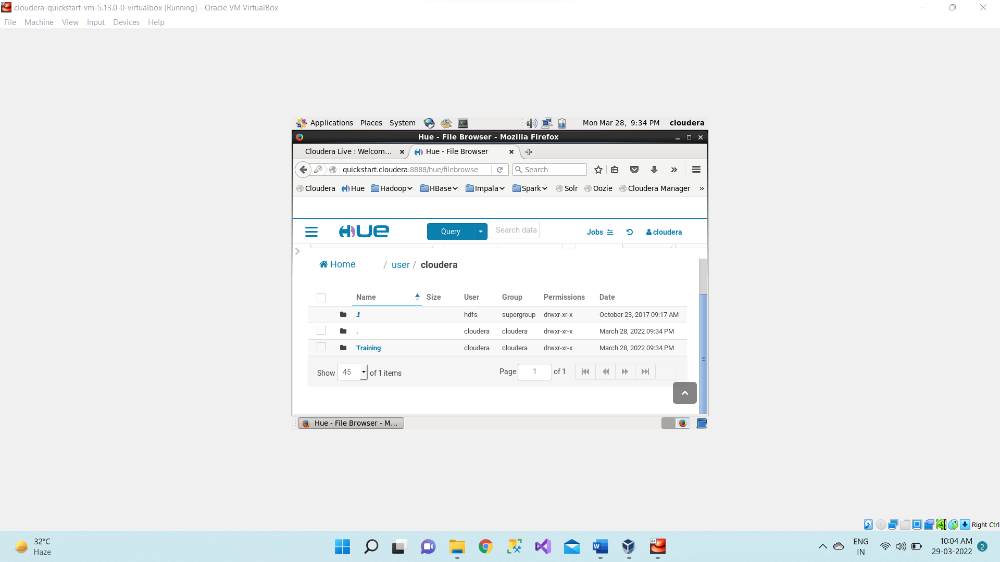 cloudera-quickstart-vm-5.13.0-0-virtualbox [Running] - Oracle VM VirtualBox
File Machine View Input Devices Help
Applications Places System Mon Mar 28, 9:34 PM cloudera
Hue - File Browser - Mozilla Firefox
Cloudera Live : Welcom... Hue - File Browser
quickstart.cloudera:8888/hue/filebrowse Search
Cloudera Hue Hadoop HBase Impala Spark Solr Oozie Cloudera Manager »
HUE Query Search data Jobs cloudera
Home / user / cloudera
Name Size User Group Permissions Date
hdfs supergroup drwxr-xr-x October 23, 2017 09:17 AM
. cloudera cloudera drwxr-xr-x March 28, 2022 09:34 PM
Training cloudera cloudera drwxr-xr-x March 28, 2022 09:34 PM
Show 45 of 1 items Page 1 of 1
Hue - File Browser - M...
Right Ctrl
32°C
Haze
64
ENG
IN
10:04 AM
29-03-2022
2